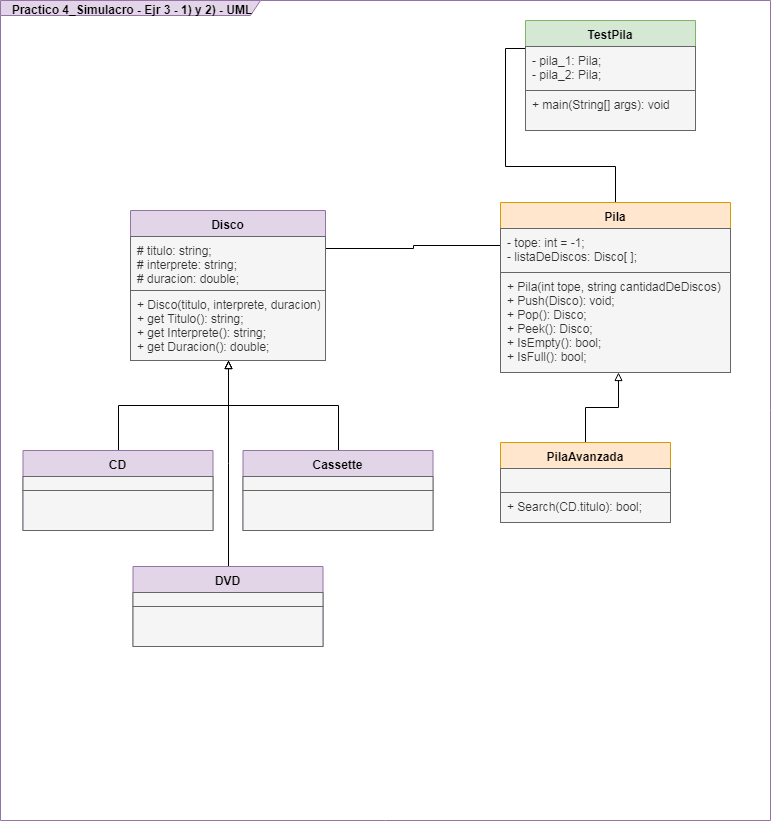 Practico 4_Simulacro - Ejr 3 - 1) y 2) - UML
TestPila
- pila_1: Pila;
- pila_2: Pila;
+ main(String[] args): void
Disco
# titulo: string;
# interprete: string;
# duracion: double;
+ Disco(titulo, interprete, duracion)
+ get Titulo(): string;
+ get Interprete(): string;
+ get Duracion(): double;
Pila
- tope: int = -1;
- listaDeDiscos: Disco[ ];
+ Pila(int tope, string cantidadDeDiscos)
+ Push(Disco): void;
+ Pop(): Disco;
+ Peek(): Disco;
+ IsEmpty(): bool;
+ IsFull(): bool;
CD
Cassette
PilaAvanzada
+ Search(CD.titulo): bool;
DVD